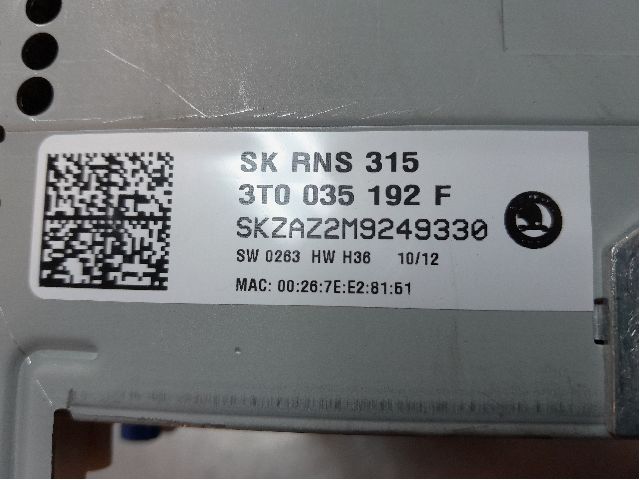 SK RNS 315
3T0 035 192 F
SKZAZ2M9249330
SW 0263 HW H36 10/12
MAC: 00:26:7E:E2:81:51